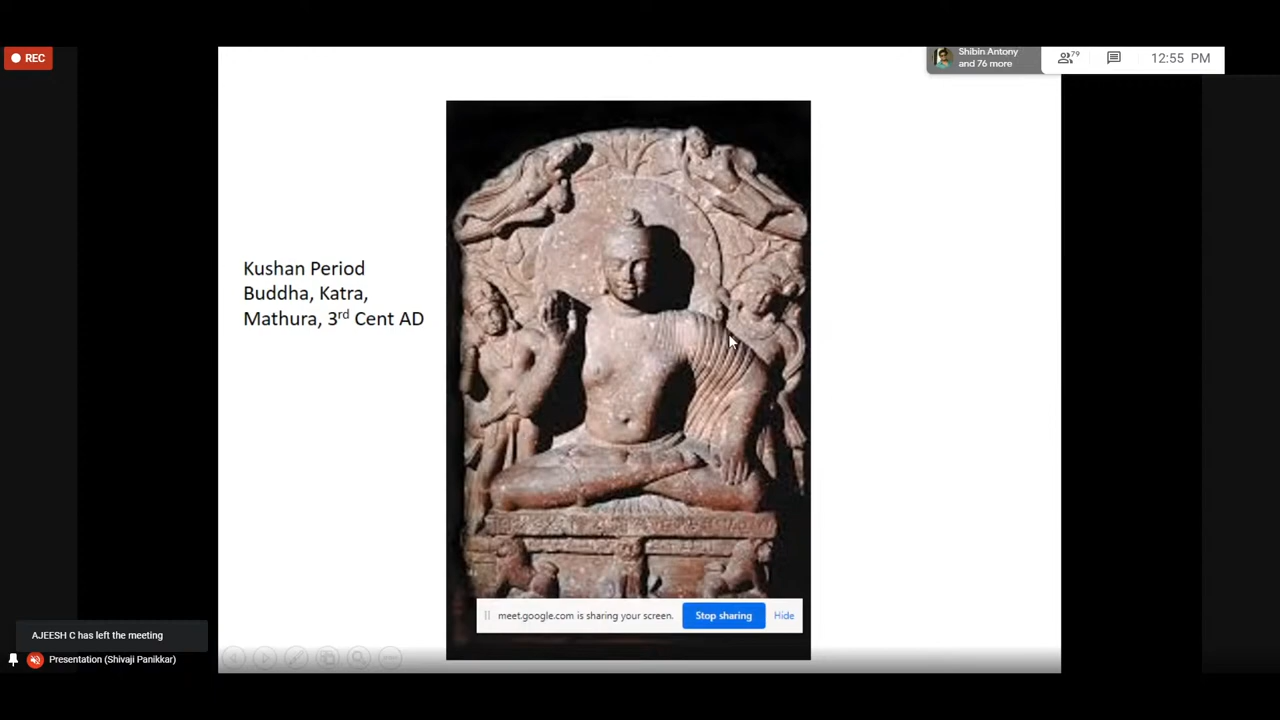 REC
Shibin Antony
and 76 more
79
12:55 PM
Kushan Period
Buddha, Katra,
Mathura, 3rd Cent AD
meet.google.com is sharing your screen.
Stop sharing
Hide
AJEESH C has left the meeting
Presentation (Shivaji Panikkar)